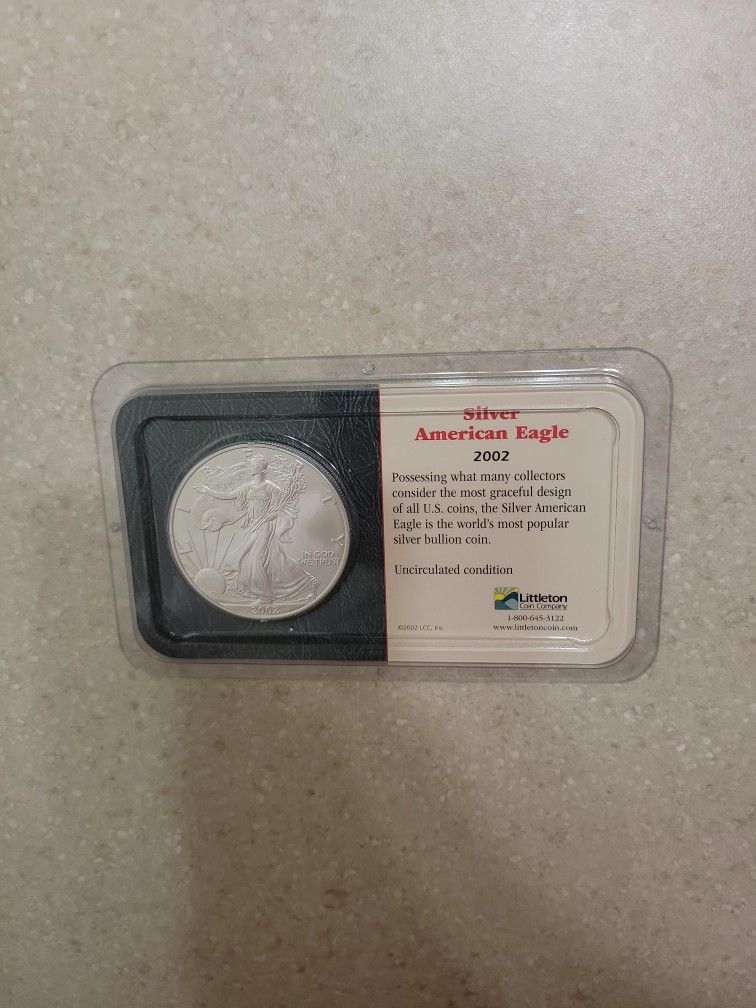 LIBERTY
IN GOD
WE TRUST
2002
Silver
American Eagle
2002
Possessing what many collectors
consider the most graceful design
of all U.S. coins, the Silver American
Eagle is the world's most popular
silver bullion coin.
Uncirculated condition
Littleton
Coin Company
1-800-645-3122
©2002 LCC, Inc.
www.littletoncoin.com